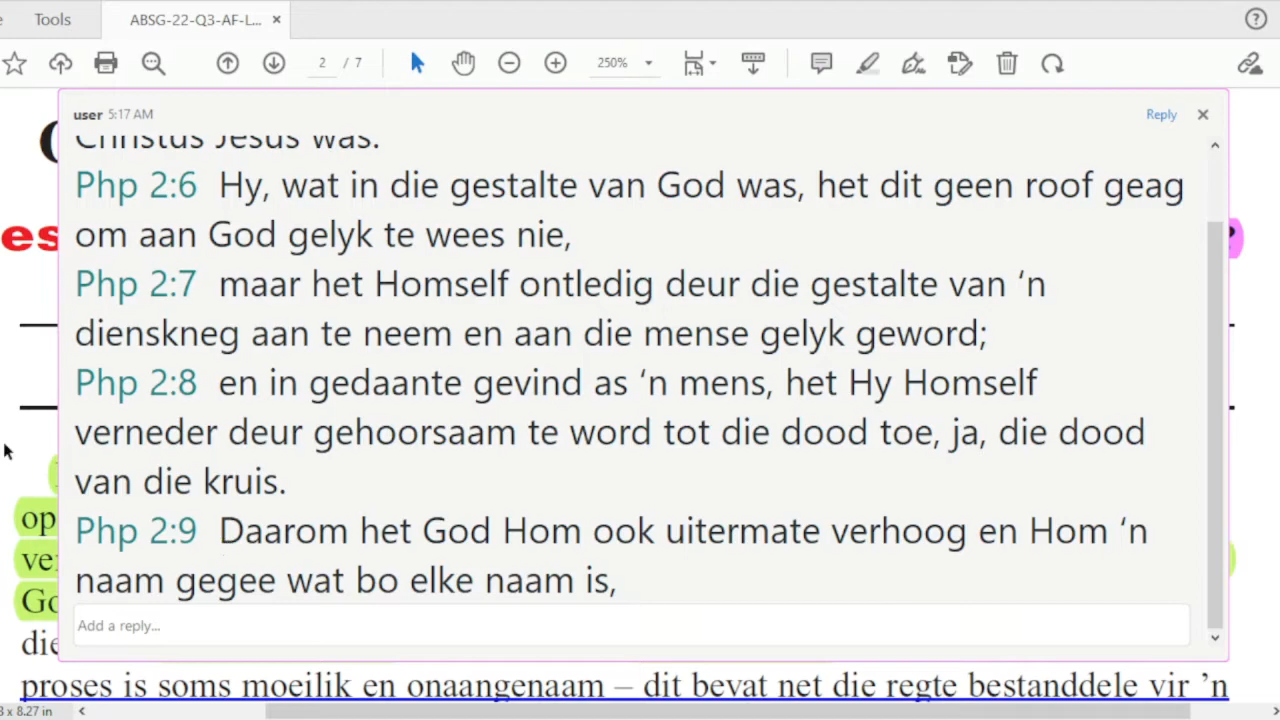 Tools
ABSG-22-Q3-AF-L... ×
2 / 7
250%
user 5:17 AM
Reply
Christus Jesus was.
Php 2:6 Hy, wat in die gestalte van God was, het dit geen roof geag
om aan God gelyk te wees nie,
Php 2:7 maar het Homself ontledig deur die gestalte van ‘n
dienskneg aan te neem en aan die mense gelyk geword;
Php 2:8 en in gedaante gevind as ‘n mens, het Hy Homself
verneder deur gehoorsaam te word tot die dood toe, ja, die dood
van die kruis.
Php 2:9 Daarom het God Hom ook uitermate verhoog en Hom ‘n
naam gegee wat bo elke naam is,
Add a reply...
es
op
ve
Go
die
proses is soms moeilik en onaangenaam – dit bevat net die regte bestanddele vir ’n
x 8.27 in